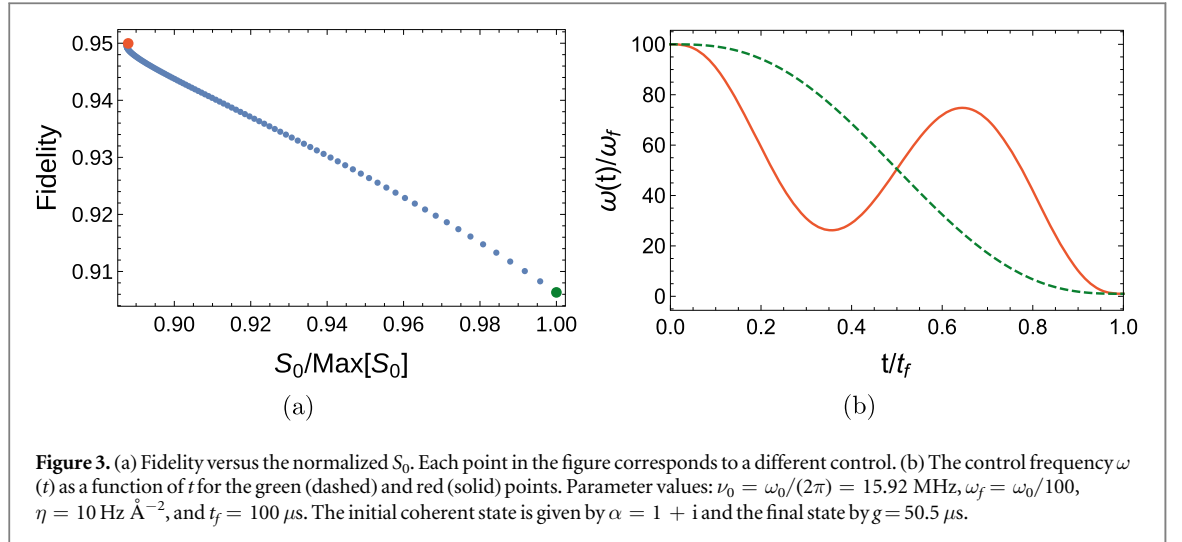 0.95
0.94
0.93
0.92
0.91
Fidelity
0.90 0.92 0.94 0.96 0.98 1.00
S₀/Max[S₀]
(a)
100
80
60
40
20
0
ω(t)/ω_f
0.0 0.2 0.4 0.6 0.8 1.0
t/t_f
(b)
Figure 3. (a) Fidelity versus the normalized S₀. Each point in the figure corresponds to a different control. (b) The control frequency ω
(t) as a function of t for the green (dashed) and red (solid) points. Parameter values: ν₀ = ω₀/(2π) = 15.92 MHz, ω_f = ω₀/100,
η = 10 Hz Å⁻², and t_f = 100 μs. The initial coherent state is given by α = 1 + i and the final state by g = 50.5 μs.